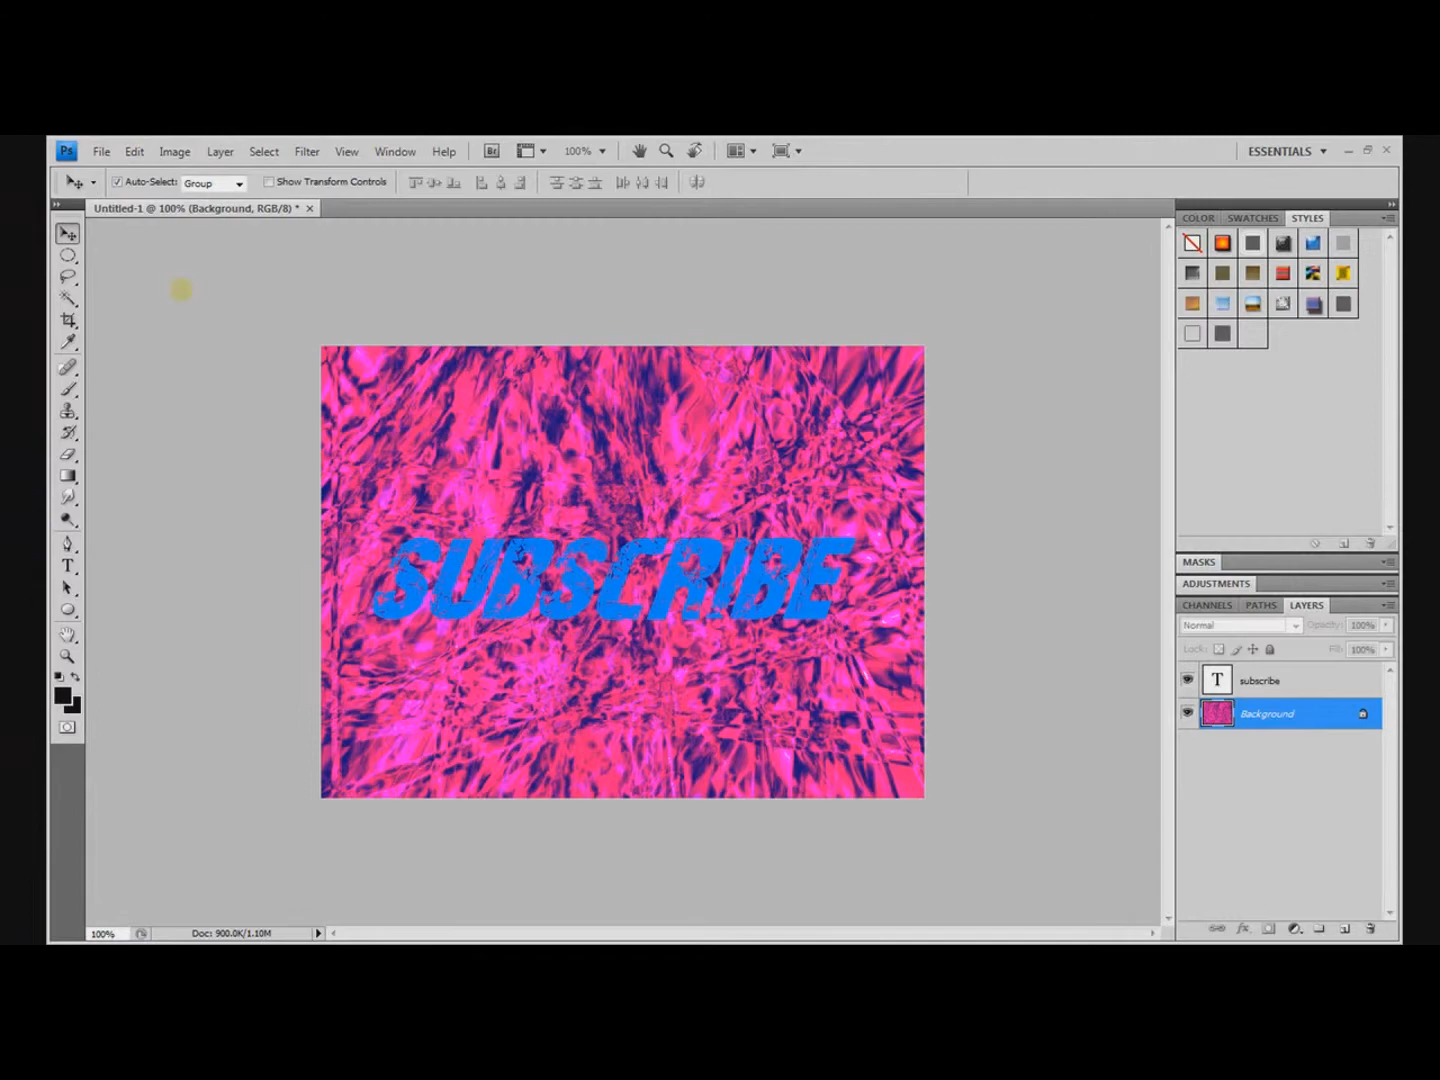 Ps File Edit Image Layer Select Filter View Window Help Br 100% ESSENTIALS
Auto-Select: Group Show Transform Controls
Untitled-1 @ 100% (Background, RGB/8) *
COLOR SWATCHES STYLES
SUBSCRIBE
MASKS
ADJUSTMENTS
CHANNELS PATHS LAYERS
Normal Opacity: 100%
Lock: Fill: 100%
T subscribe
Background
100% Doc: 900.0K/1.10M